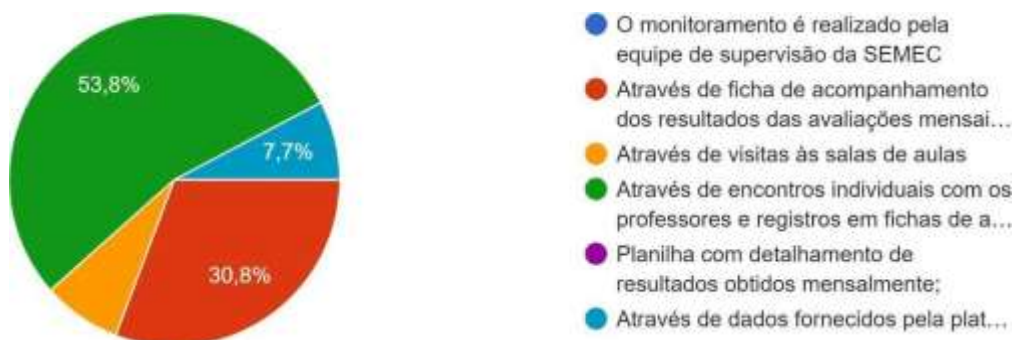 53,8%
7,7%
30,8%
O monitoramento é realizado pela
equipe de supervisão da SEMEC
Através de ficha de acompanhamento
dos resultados das avaliações mensai…
Através de visitas às salas de aulas
Através de encontros individuais com os
professores e registros em fichas de a…
Planilha com detalhamento de
resultados obtidos mensalmente;
Através de dados fornecidos pela plat…